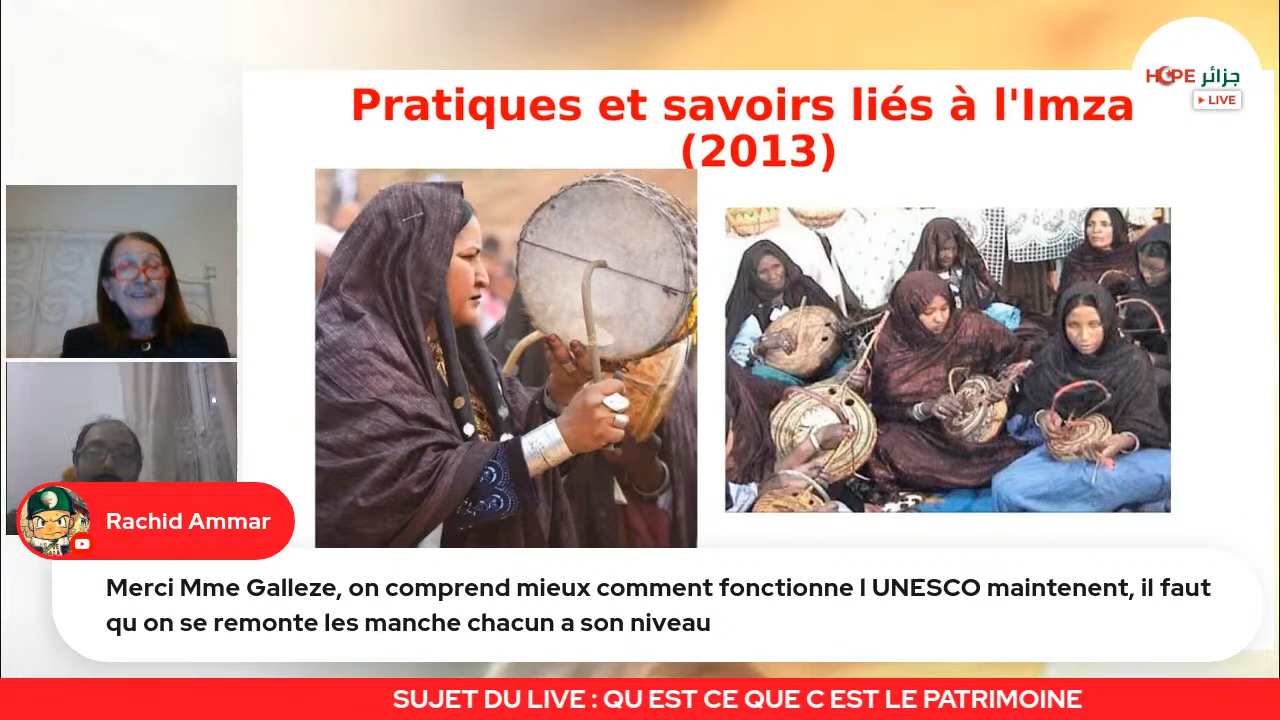 Pratiques et savoirs liés à l'Imza
(2013)
HOPE جزائر
LIVE
Rachid Ammar
Merci Mme Galleze, on comprend mieux comment fonctionne l UNESCO maintenent, il faut
qu on se remonte les manche chacun a son niveau
SUJET DU LIVE : QU EST CE QUE C EST LE PATRIMOINE